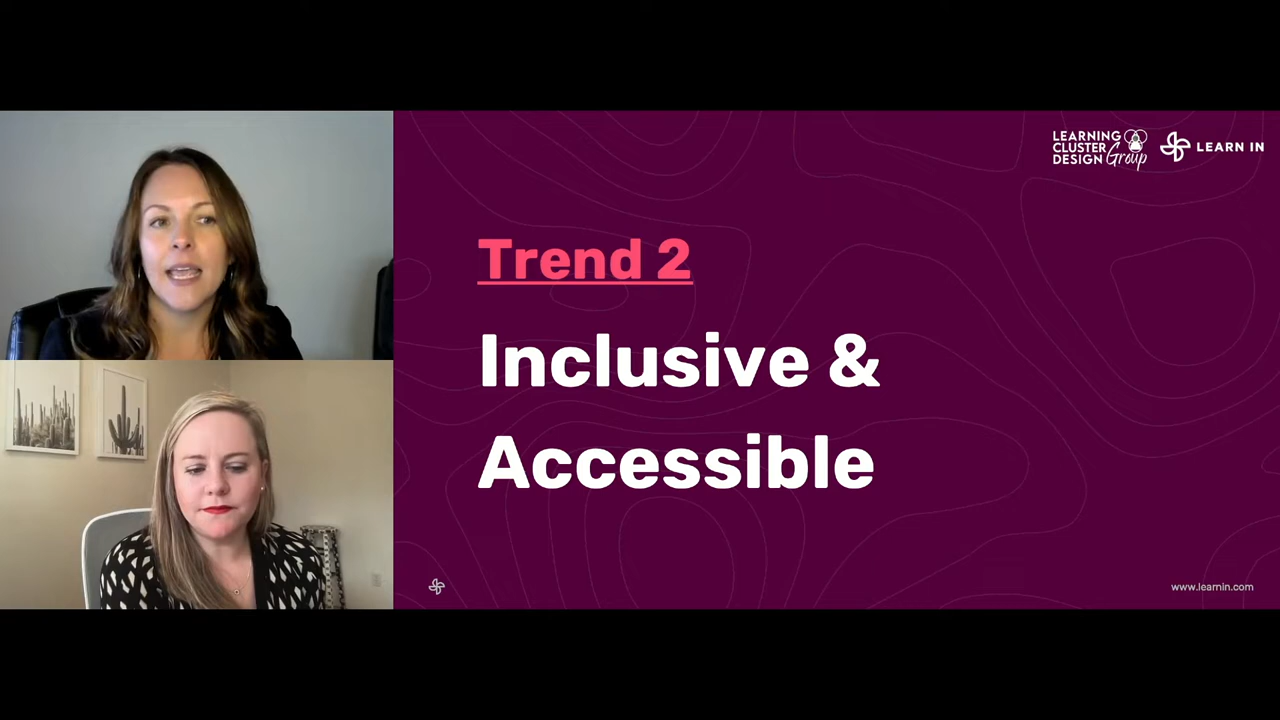 LEARNING
CLUSTER
DESIGN Group
LEARN IN
Trend 2
Inclusive &
Accessible
www.learnin.com